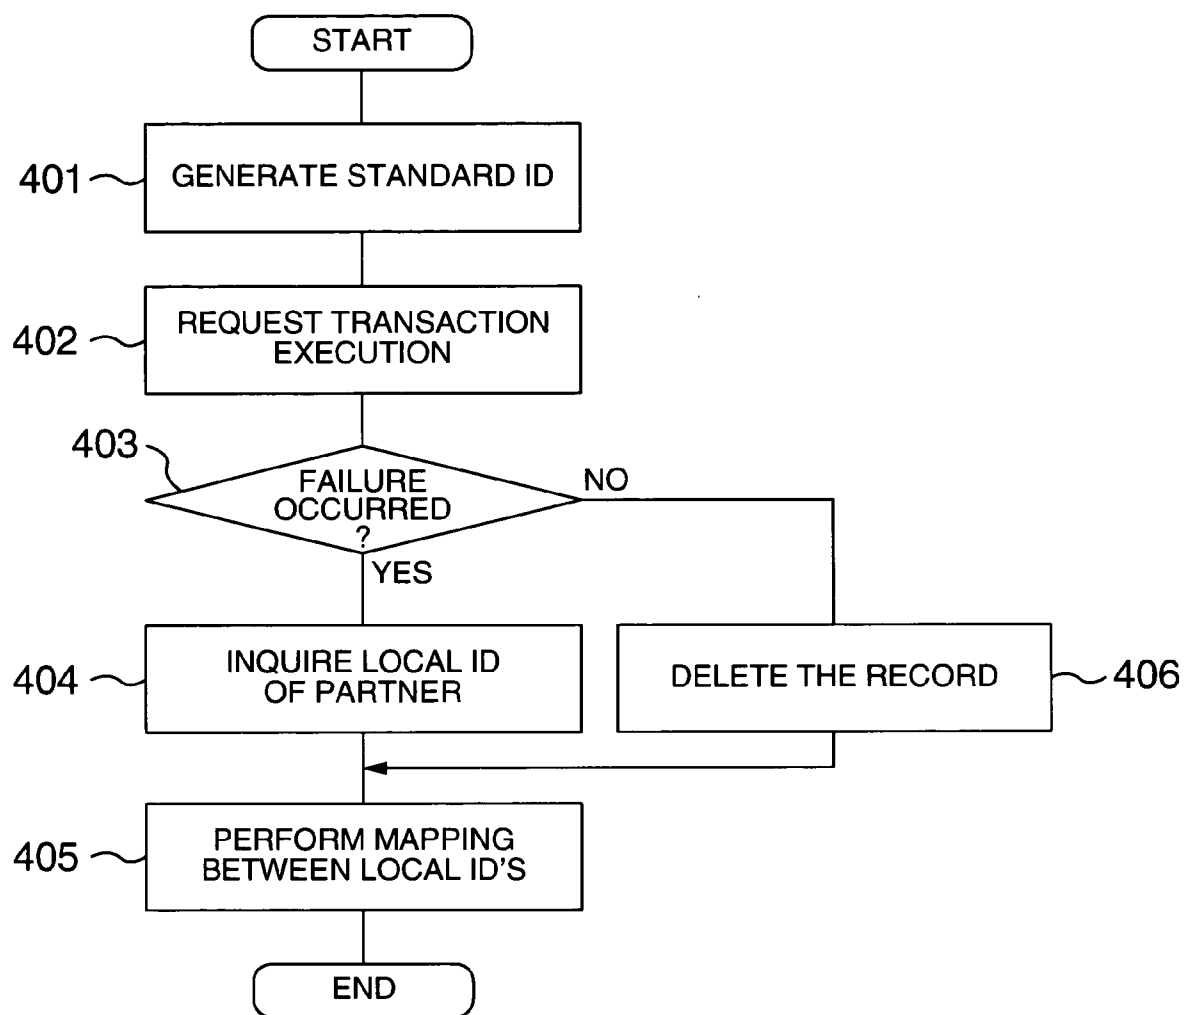 START
401
GENERATE STANDARD ID
402
REQUEST TRANSACTION
EXECUTION
403
FAILURE
OCCURRED
?
NO
YES
404
INQUIRE LOCAL ID
OF PARTNER
DELETE THE RECORD
406
405
PERFORM MAPPING
BETWEEN LOCAL ID'S
END